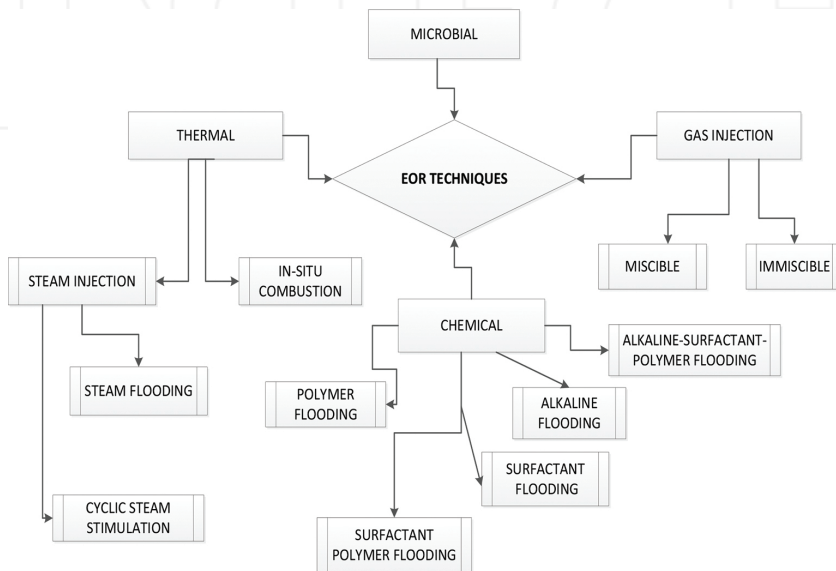 MICROBIAL
THERMAL
GAS INJECTION
EOR TECHNIQUES
STEAM INJECTION
IN-SITU
COMBUSTION
MISCIBLE
IMMISCIBLE
CHEMICAL
ALKALINE-SURFACTANT-
POLYMER FLOODING
STEAM FLOODING
POLYMER
FLOODING
ALKALINE
FLOODING
SURFACTANT
FLOODING
CYCLIC STEAM
STIMULATION
SURFACTANT
POLYMER FLOODING